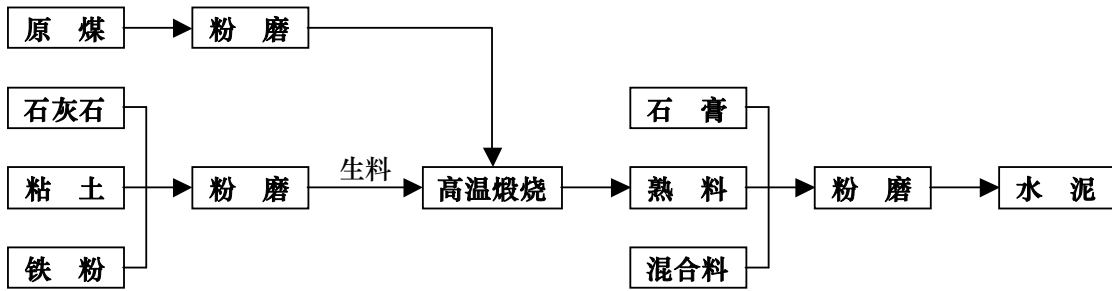 原 煤
粉 磨
石灰石
石 膏
粘 土
粉 磨
生料
高温煅烧
熟 料
粉 磨
水 泥
铁 粉
混合料